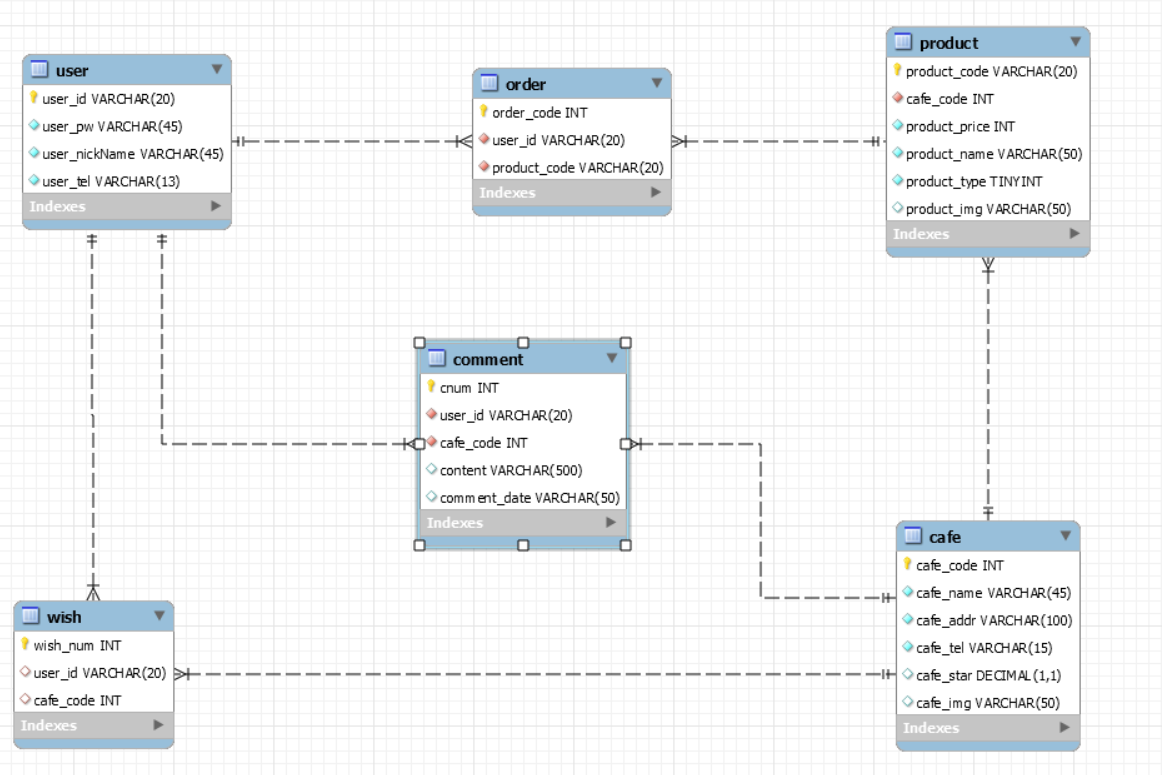 user
user_id VARCHAR(20)
user_pw VARCHAR(45)
user_nickName VARCHAR(45)
user_tel VARCHAR(13)
Indexes
order
order_code INT
user_id VARCHAR(20)
product_code VARCHAR(20)
Indexes
product
product_code VARCHAR(20)
cafe_code INT
product_price INT
product_name VARCHAR(50)
product_type TINYINT
product_img VARCHAR(50)
Indexes
comment
cnum INT
user_id VARCHAR(20)
cafe_code INT
content VARCHAR(500)
comment_date VARCHAR(50)
Indexes
wish
wish_num INT
user_id VARCHAR(20)
cafe_code INT
Indexes
cafe
cafe_code INT
cafe_name VARCHAR(45)
cafe_addr VARCHAR(100)
cafe_tel VARCHAR(15)
cafe_star DECIMAL(1,1)
cafe_img VARCHAR(50)
Indexes